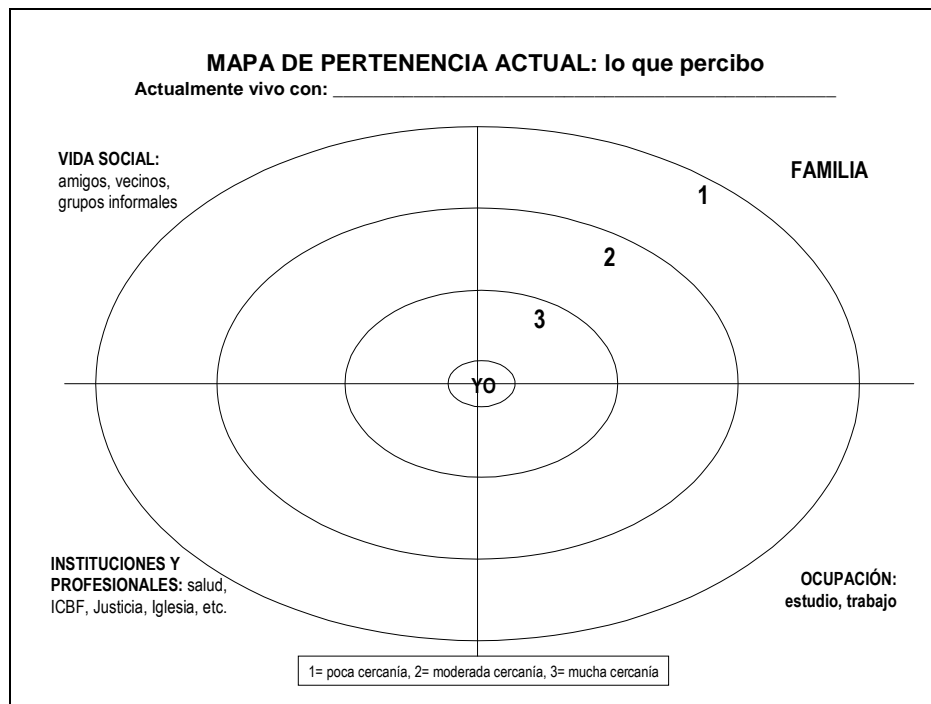 MAPA DE PERTENENCIA ACTUAL: lo que percibo
Actualmente vivo con: __________________________________________________
VIDA SOCIAL:
amigos, vecinos,
grupos informales
FAMILIA
1
2
3
YO
INSTITUCIONES Y
PROFESIONALES: salud,
ICBF, Justicia, Iglesia, etc.
OCUPACIÓN:
estudio, trabajo
1= poca cercanía, 2= moderada cercanía, 3= mucha cercanía